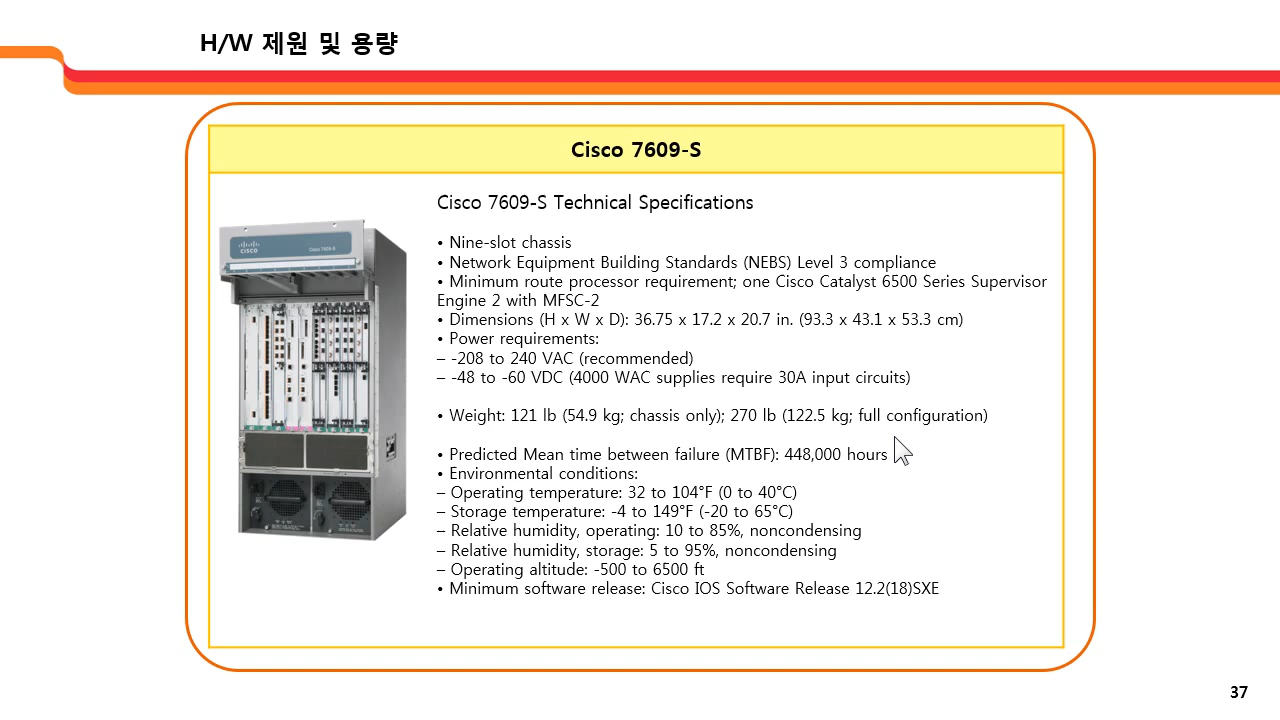 H/W 제원 및 용량
Cisco 7609-S
Cisco 7609-S Technical Specifications
• Nine-slot chassis
• Network Equipment Building Standards (NEBS) Level 3 compliance
• Minimum route processor requirement; one Cisco Catalyst 6500 Series Supervisor
Engine 2 with MFSC-2
• Dimensions (H x W x D): 36.75 x 17.2 x 20.7 in. (93.3 x 43.1 x 53.3 cm)
• Power requirements:
– -208 to 240 VAC (recommended)
– -48 to -60 VDC (4000 WAC supplies require 30A input circuits)
• Weight: 121 lb (54.9 kg; chassis only); 270 lb (122.5 kg; full configuration)
• Predicted Mean time between failure (MTBF): 448,000 hours
• Environmental conditions:
– Operating temperature: 32 to 104°F (0 to 40°C)
– Storage temperature: -4 to 149°F (-20 to 65°C)
– Relative humidity, operating: 10 to 85%, noncondensing
– Relative humidity, storage: 5 to 95%, noncondensing
– Operating altitude: -500 to 6500 ft
• Minimum software release: Cisco IOS Software Release 12.2(18)SXE
CISCO
Cisco 7609-S
37